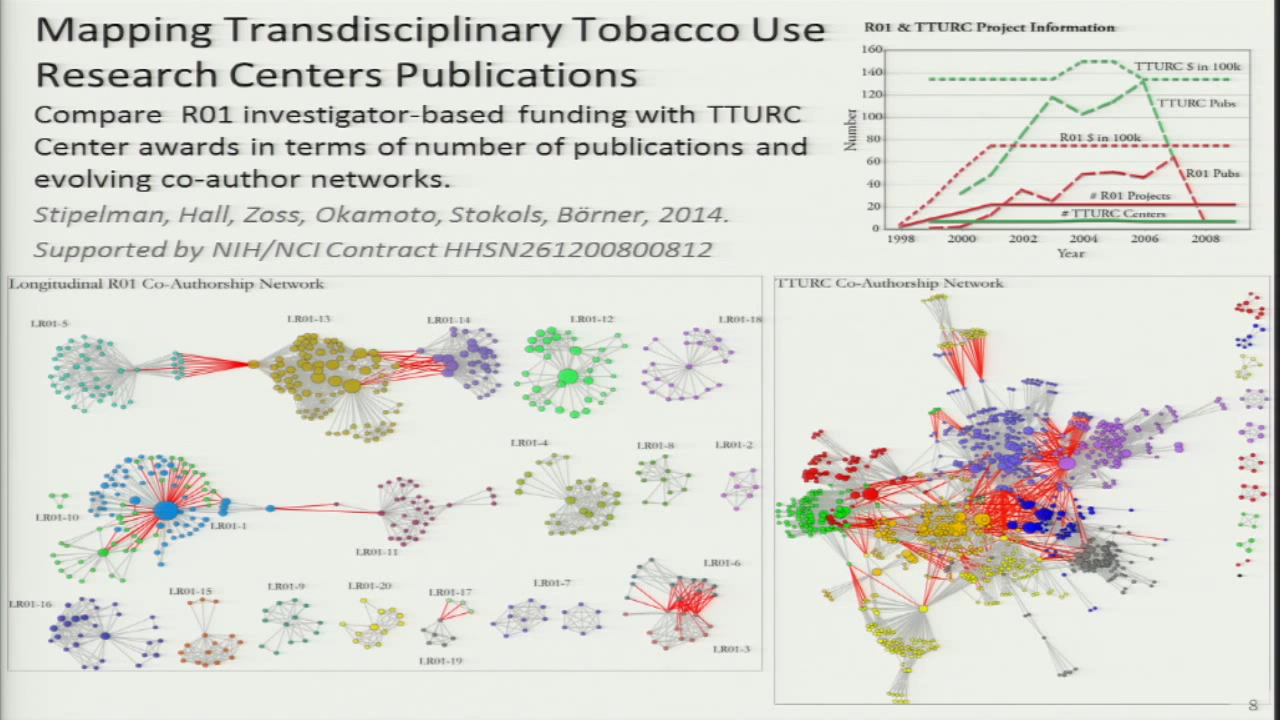 Mapping Transdisciplinary Tobacco Use
Research Centers Publications
Compare R01 investigator-based funding with TTURC
Center awards in terms of number of publications and
evolving co-author networks.
Stipelman, Hall, Zoss, Okamoto, Stokols, Börner, 2014.
Supported by NIH/NCI Contract HHSN261200800812
R01 & TTURC Project Information
160
140
120
100
80
60
40
20
0
Number
TTURC $ in 100k
TTURC Pubs
R01 $ in 100k
R01 Pubs
# R01 Projects
# TTURC Centers
1998 2000 2002 2004 2006 2008
Year
Longitudinal R01 Co-Authorship Network
LR01-5
LR01-13
LR01-14
LR01-12
LR01-18
LR01-4
LR01-8
LR01-2
LR01-10
LR01-1
LR01-11
LR01-16
LR01-15
LR01-9
LR01-20
LR01-17
LR01-7
LR01-6
LR01-3
LR01-19
TTURC Co-Authorship Network
8